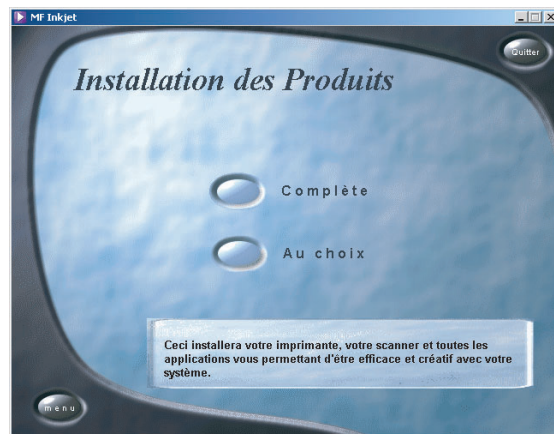 MF Inkjet
Quitter
Installation des Produits
Complète
Au choix
Ceci installera votre imprimante, votre scanner et toutes les
applications vous permettant d'être efficace et créatif avec votre
système.
menu